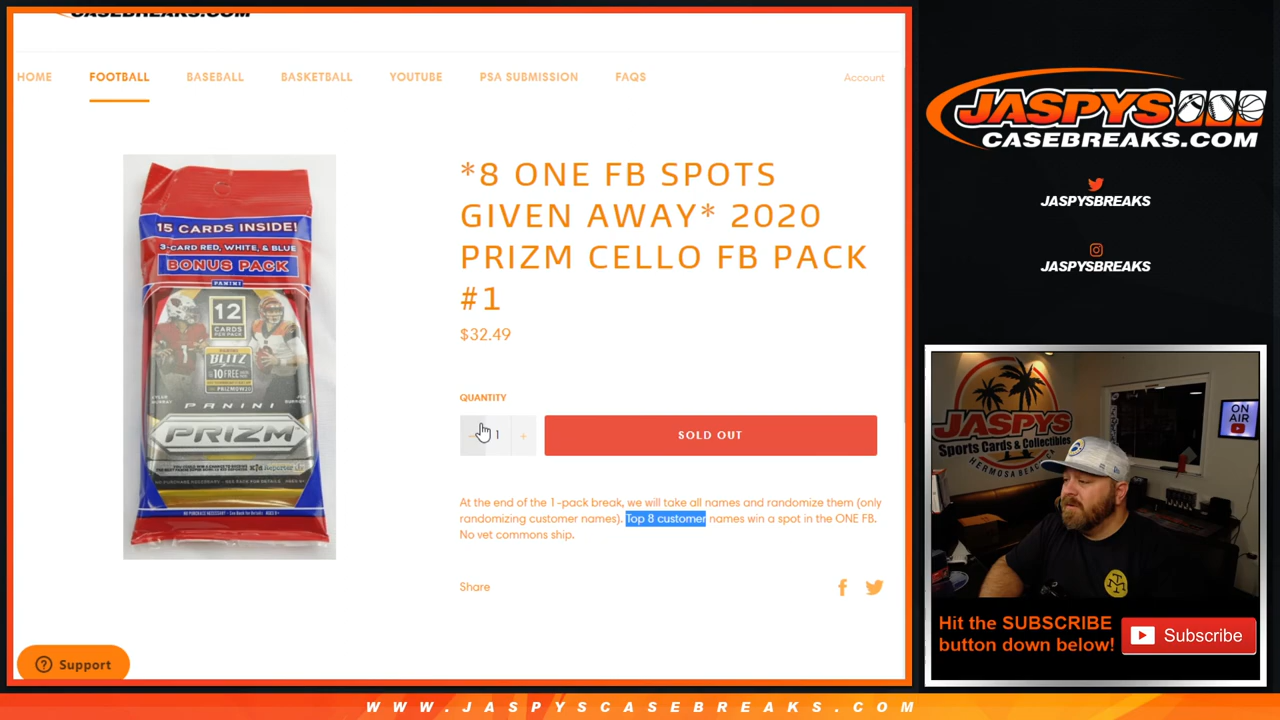 CASEBREAKS.COM
HOME FOOTBALL BASEBALL BASKETBALL YOUTUBE PSA SUBMISSION FAQS Account
*8 ONE FB SPOTS
GIVEN AWAY* 2020
PRIZM CELLO FB PACK
#1
$32.49
QUANTITY
- 1 +
SOLD OUT
At the end of the 1-pack break, we will take all names and randomize them (only
randomizing customer names). Top 8 customer names win a spot in the ONE FB.
No vet commons ship.
Share
Support
15 CARDS INSIDE!
3-CARD RED, WHITE, & BLUE
BONUS PACK
PANINI
12
CARDS
PER PACK
BLITZ
10 FREE
PANINI
PRIZM
JASPYS
CASEBREAKS.COM
JASPYSBREAKS
JASPYSBREAKS
JASPYS
Sports Cards & Collectibles
HERMOSA BEACH
ON
AIR
Hit the SUBSCRIBE
button down below!
Subscribe
WWW.JASPYSCASEBREAKS.COM